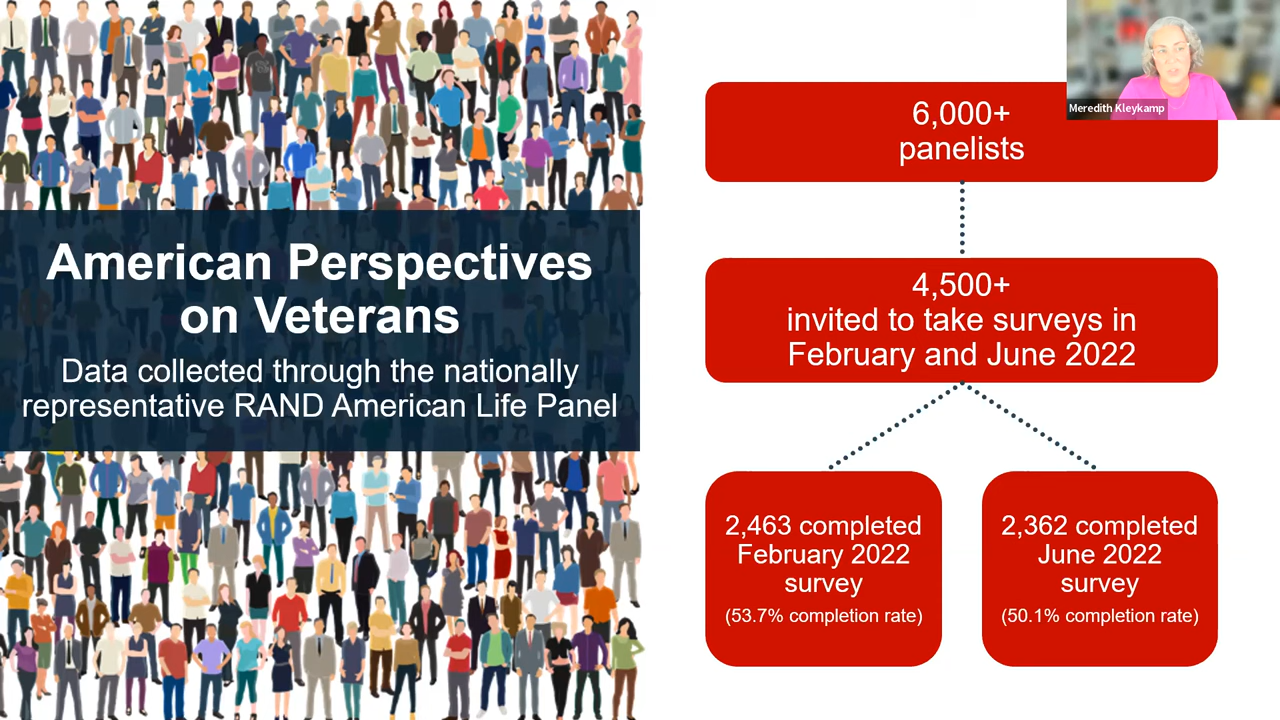 American Perspectives
on Veterans
Data collected through the nationally
representative RAND American Life Panel
6,000+
panelists
Meredith Kleykamp
4,500+
invited to take surveys in
February and June 2022
2,463 completed
February 2022
survey
(53.7% completion rate)
2,362 completed
June 2022
survey
(50.1% completion rate)